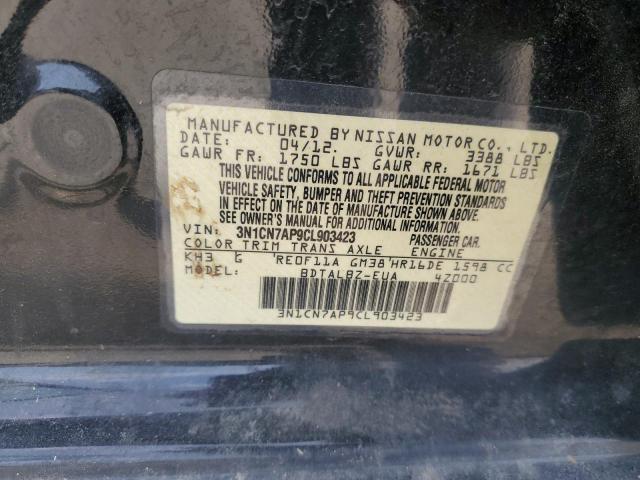 MANUFACTURED BY NISSAN MOTOR CO., LTD.
DATE: 04/12. GVWR: 3388 LBS
GAWR FR: 1750 LBS GAWR RR: 1671 LBS
THIS VEHICLE CONFORMS TO ALL APPLICABLE FEDERAL MOTOR
VEHICLE SAFETY, BUMPER AND THEFT PREVENTION STANDARDS
IN EFFECT ON THE DATE OF MANUFACTURE SHOWN ABOVE.
SEE OWNER'S MANUAL FOR ADDITIONAL INFORMATION.
VIN: 3N1CN7AP9CL903423 PASSENGER CAR.
COLOR TRIM TRANS AXLE ENGINE
KH3 G RE0F11A GM38 HR16DE 1598 CC
MODEL: BDTALBZ-EUA 4Z000
3N1CN7AP9CL903423